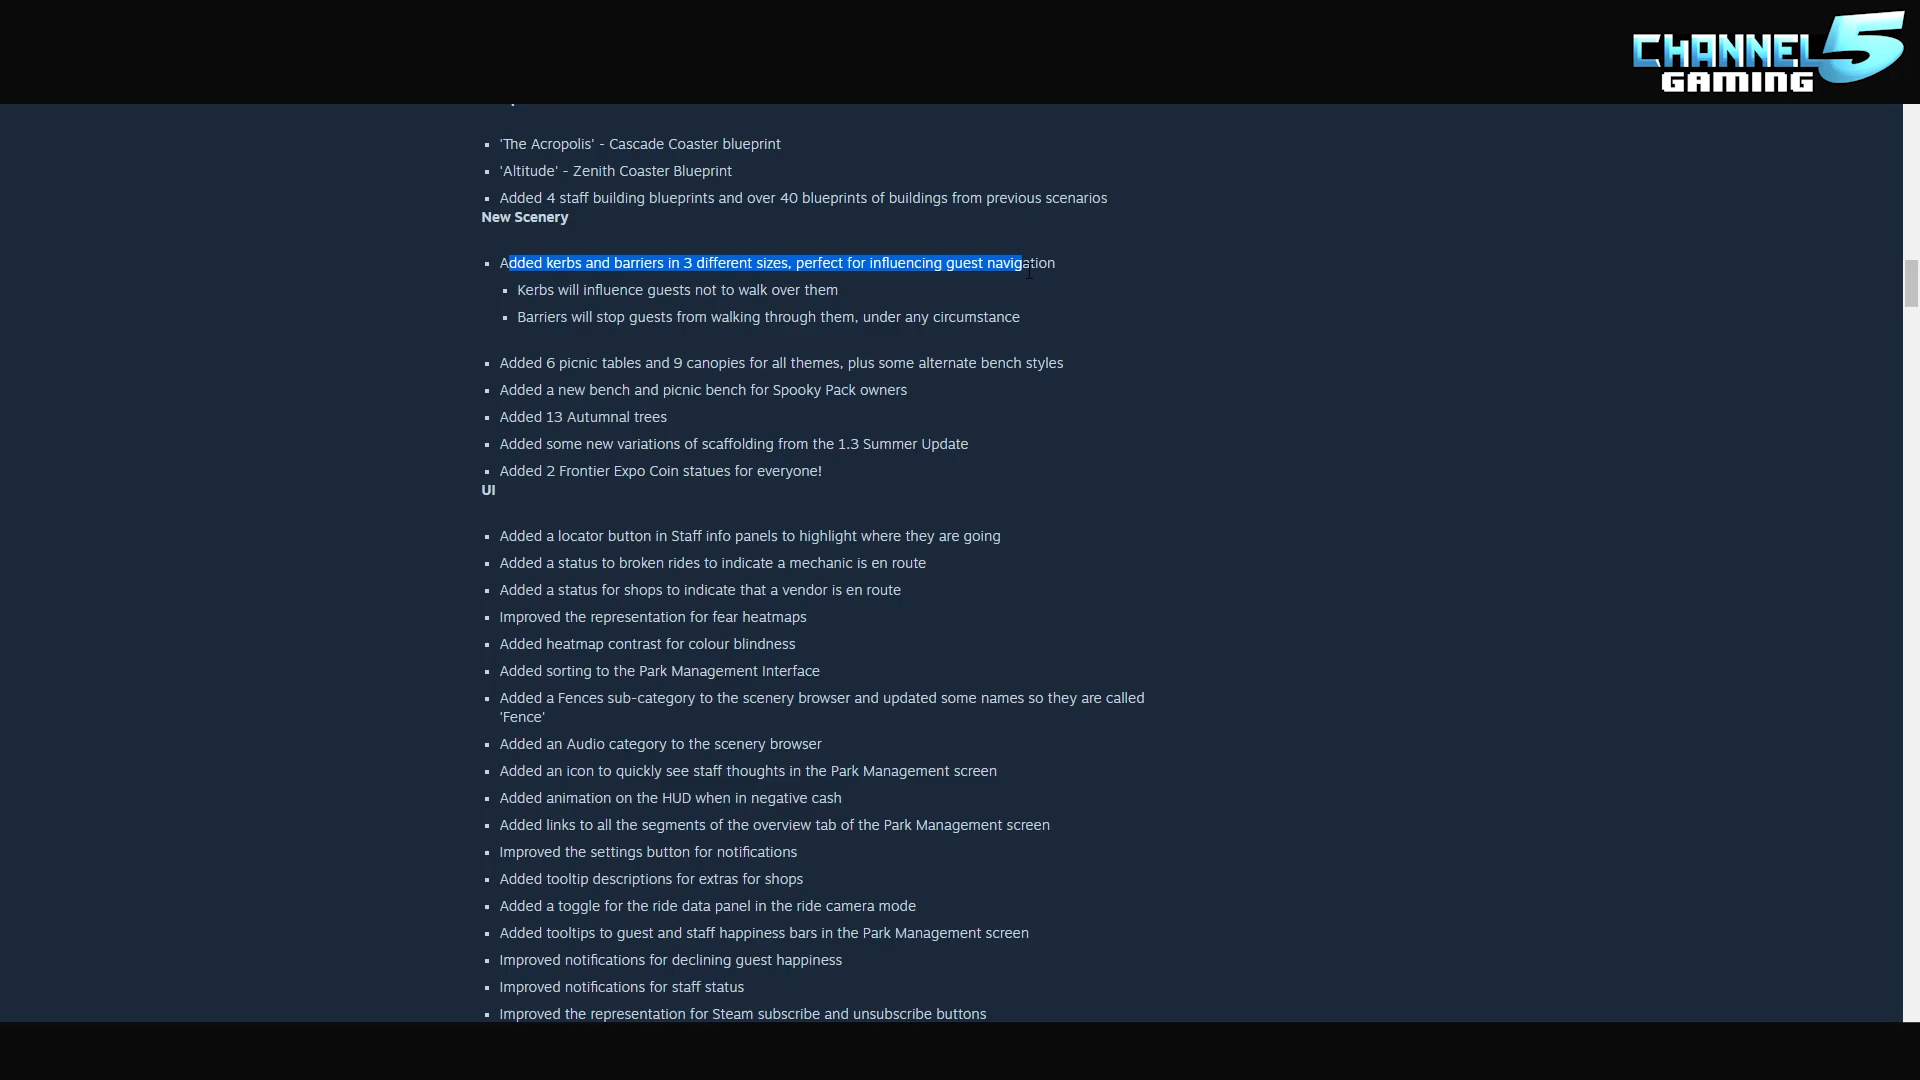 CHANNEL 5
GAMING
'The Acropolis' - Cascade Coaster blueprint
'Altitude' - Zenith Coaster Blueprint
Added 4 staff building blueprints and over 40 blueprints of buildings from previous scenarios
New Scenery
Added kerbs and barriers in 3 different sizes, perfect for influencing guest navigation
Kerbs will influence guests not to walk over them
Barriers will stop guests from walking through them, under any circumstance
Added 6 picnic tables and 9 canopies for all themes, plus some alternate bench styles
Added a new bench and picnic bench for Spooky Pack owners
Added 13 Autumnal trees
Added some new variations of scaffolding from the 1.3 Summer Update
Added 2 Frontier Expo Coin statues for everyone!
UI
Added a locator button in Staff info panels to highlight where they are going
Added a status to broken rides to indicate a mechanic is en route
Added a status for shops to indicate that a vendor is en route
Improved the representation for fear heatmaps
Added heatmap contrast for colour blindness
Added sorting to the Park Management Interface
Added a Fences sub-category to the scenery browser and updated some names so they are called
'Fence'
Added an Audio category to the scenery browser
Added an icon to quickly see staff thoughts in the Park Management screen
Added animation on the HUD when in negative cash
Added links to all the segments of the overview tab of the Park Management screen
Improved the settings button for notifications
Added tooltip descriptions for extras for shops
Added a toggle for the ride data panel in the ride camera mode
Added tooltips to guest and staff happiness bars in the Park Management screen
Improved notifications for declining guest happiness
Improved notifications for staff status
Improved the representation for Steam subscribe and unsubscribe buttons